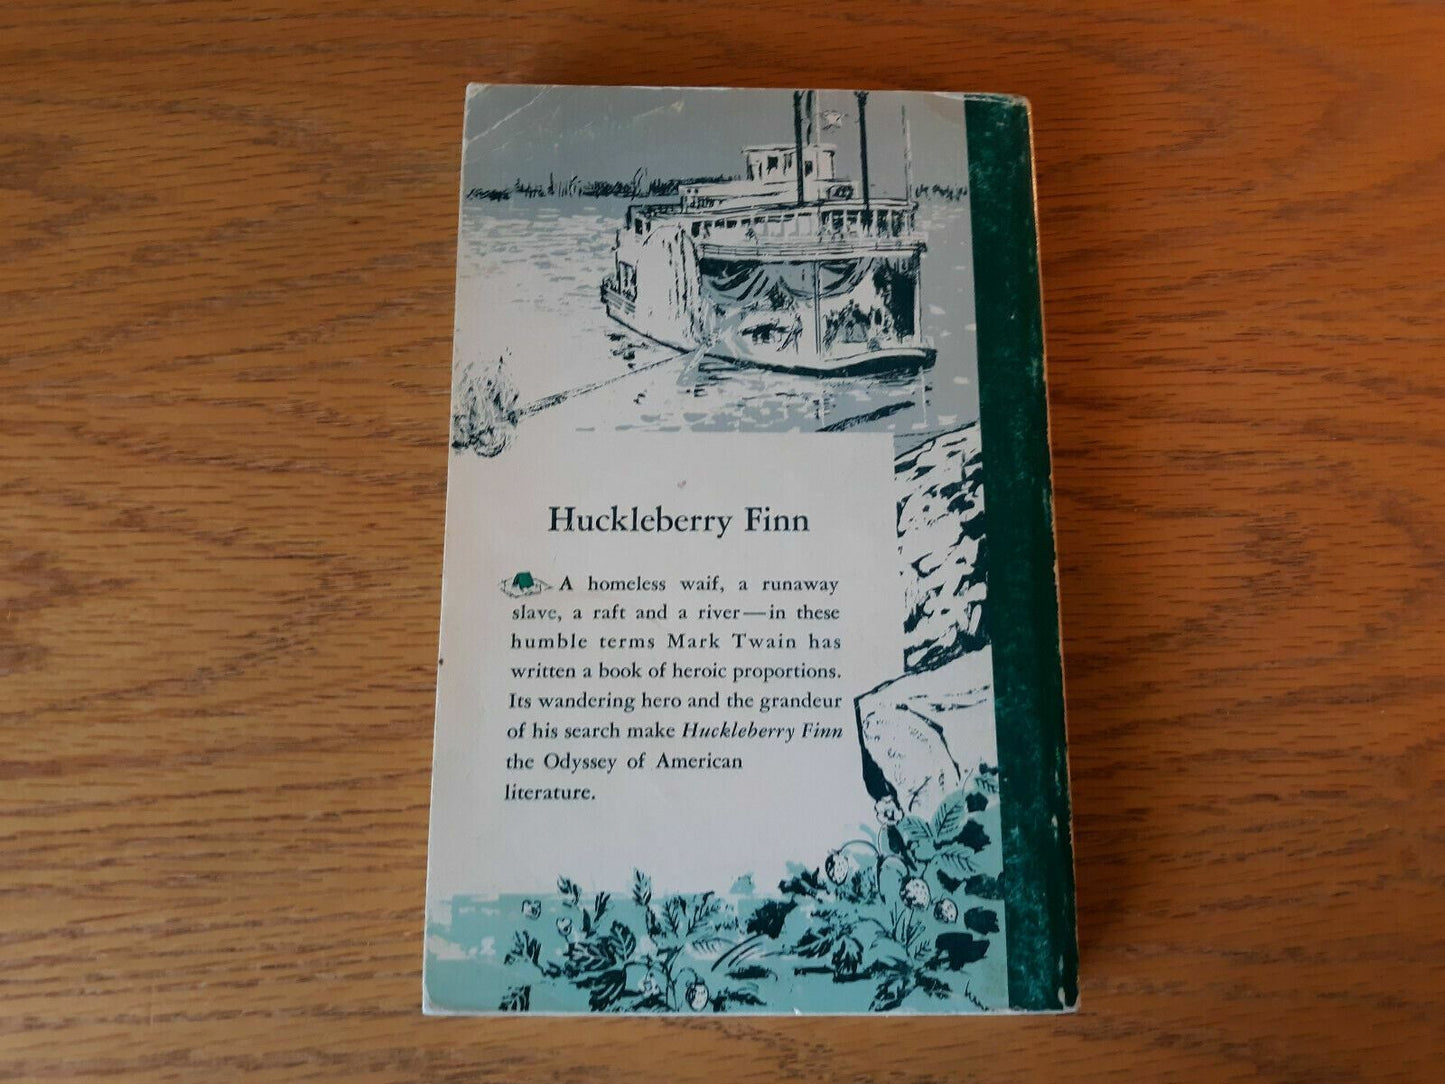 Huckleberry Finn
A homeless waif, a runaway
slave, a raft and a river—in these
humble terms Mark Twain has
written a book of heroic proportions.
Its wandering hero and the grandeur
of his search make Huckleberry Finn
the Odyssey of American
literature.